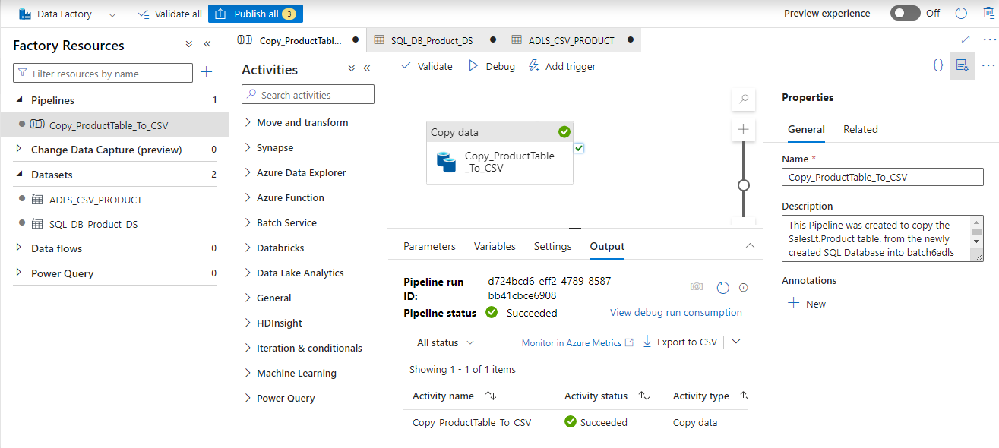 Data Factory
Validate all
Publish all 3
Preview experience
Off
Factory Resources
Filter resources by name
Pipelines 1
Copy_ProductTable_To_CSV
Change Data Capture (preview) 0
Datasets 2
ADLS_CSV_PRODUCT
SQL_DB_Product_DS
Data flows 0
Power Query 0
Copy_ProductTabl...
SQL_DB_Product_DS
ADLS_CSV_PRODUCT
Activities
Search activities
Move and transform
Synapse
Azure Data Explorer
Azure Function
Batch Service
Databricks
Data Lake Analytics
General
HDInsight
Iteration & conditionals
Machine Learning
Power Query
Validate
Debug
Add trigger
Copy data
Copy_ProductTable
_To_CSV
Parameters
Variables
Settings
Output
Pipeline run
ID:
d724bcd6-eff2-4789-8587-
bb41cbce6908
Pipeline status
Succeeded
View debug run consumption
All status
Monitor in Azure Metrics
Export to CSV
Showing 1 - 1 of 1 items
Activity name
Activity status
Activity type
Copy_ProductTable_To_CSV
Succeeded
Copy data
{}
Properties
General
Related
Name *
Copy_ProductTable_To_CSV
Description
This Pipeline was created to copy the
SalesLt.Product table. from the newly
created SQL Database into batch6adls
Annotations
New